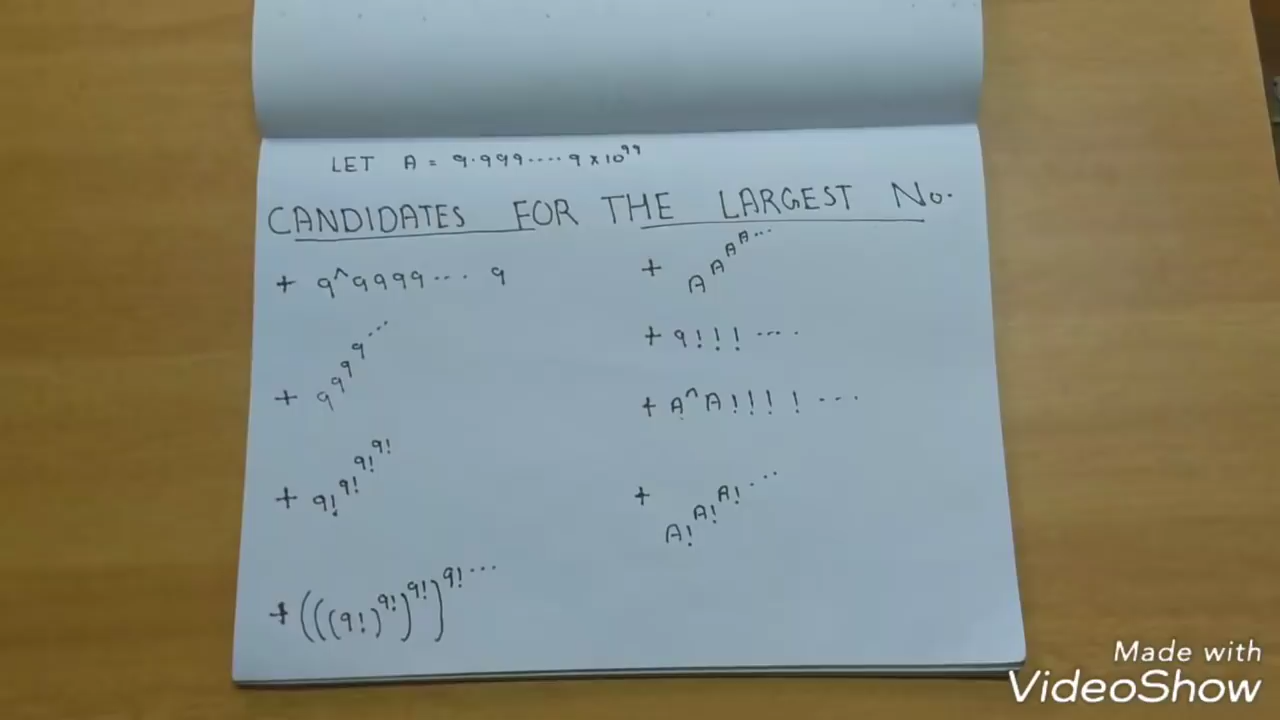 LET A = 9.999....9 x 10^99
CANDIDATES FOR THE LARGEST No.
+ 9^9999... 9
+ 9^9^9^9^...
+ 9!^9!^9!^9!
+ (((9!)^9!)^9!)^9!...
+ A^A^A^A^...
+ 9!!! ....
+ A^A!!!! ...
+ A!^A!^A!^...
Made with
VideoShow